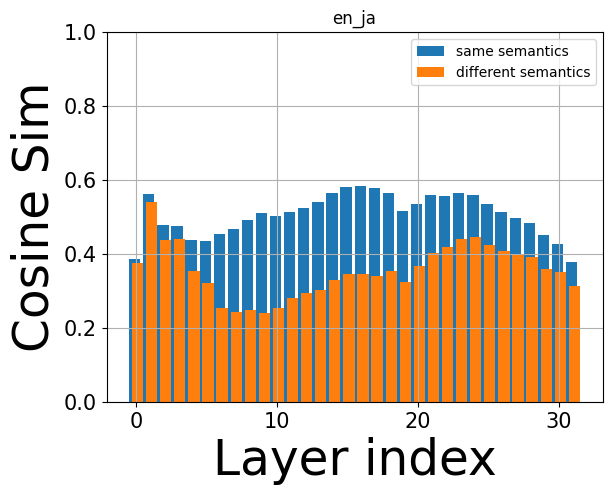 en_ja
same semantics
different semantics
Cosine Sim
1.0
0.8
0.6
0.4
0.2
0.0
0 10 20 30
Layer index